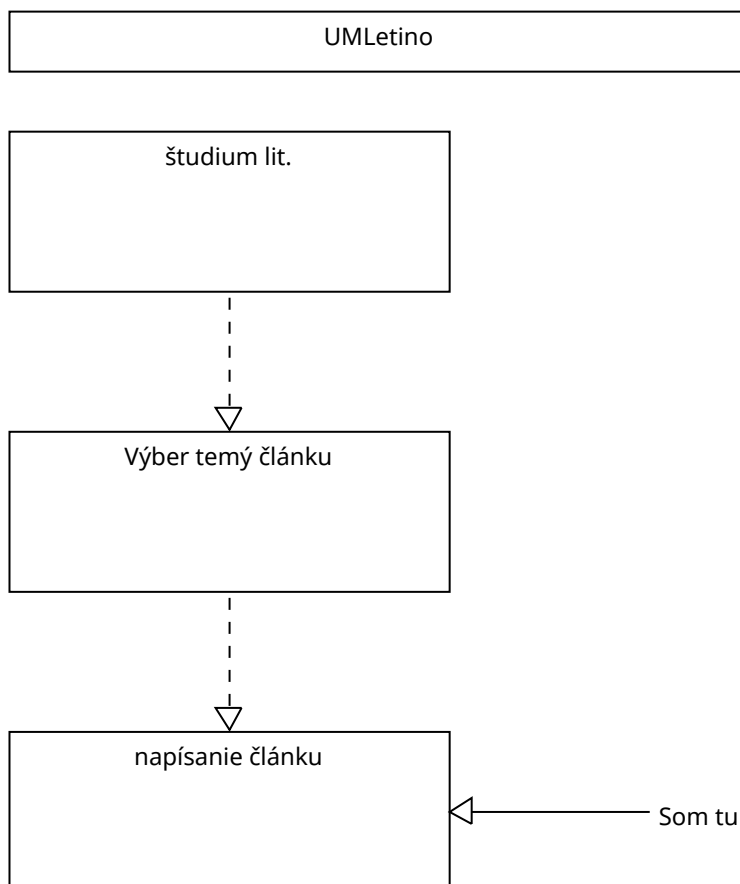 UMLetino
študium lit.
Výber temý článku
napísanie článku
Som tu